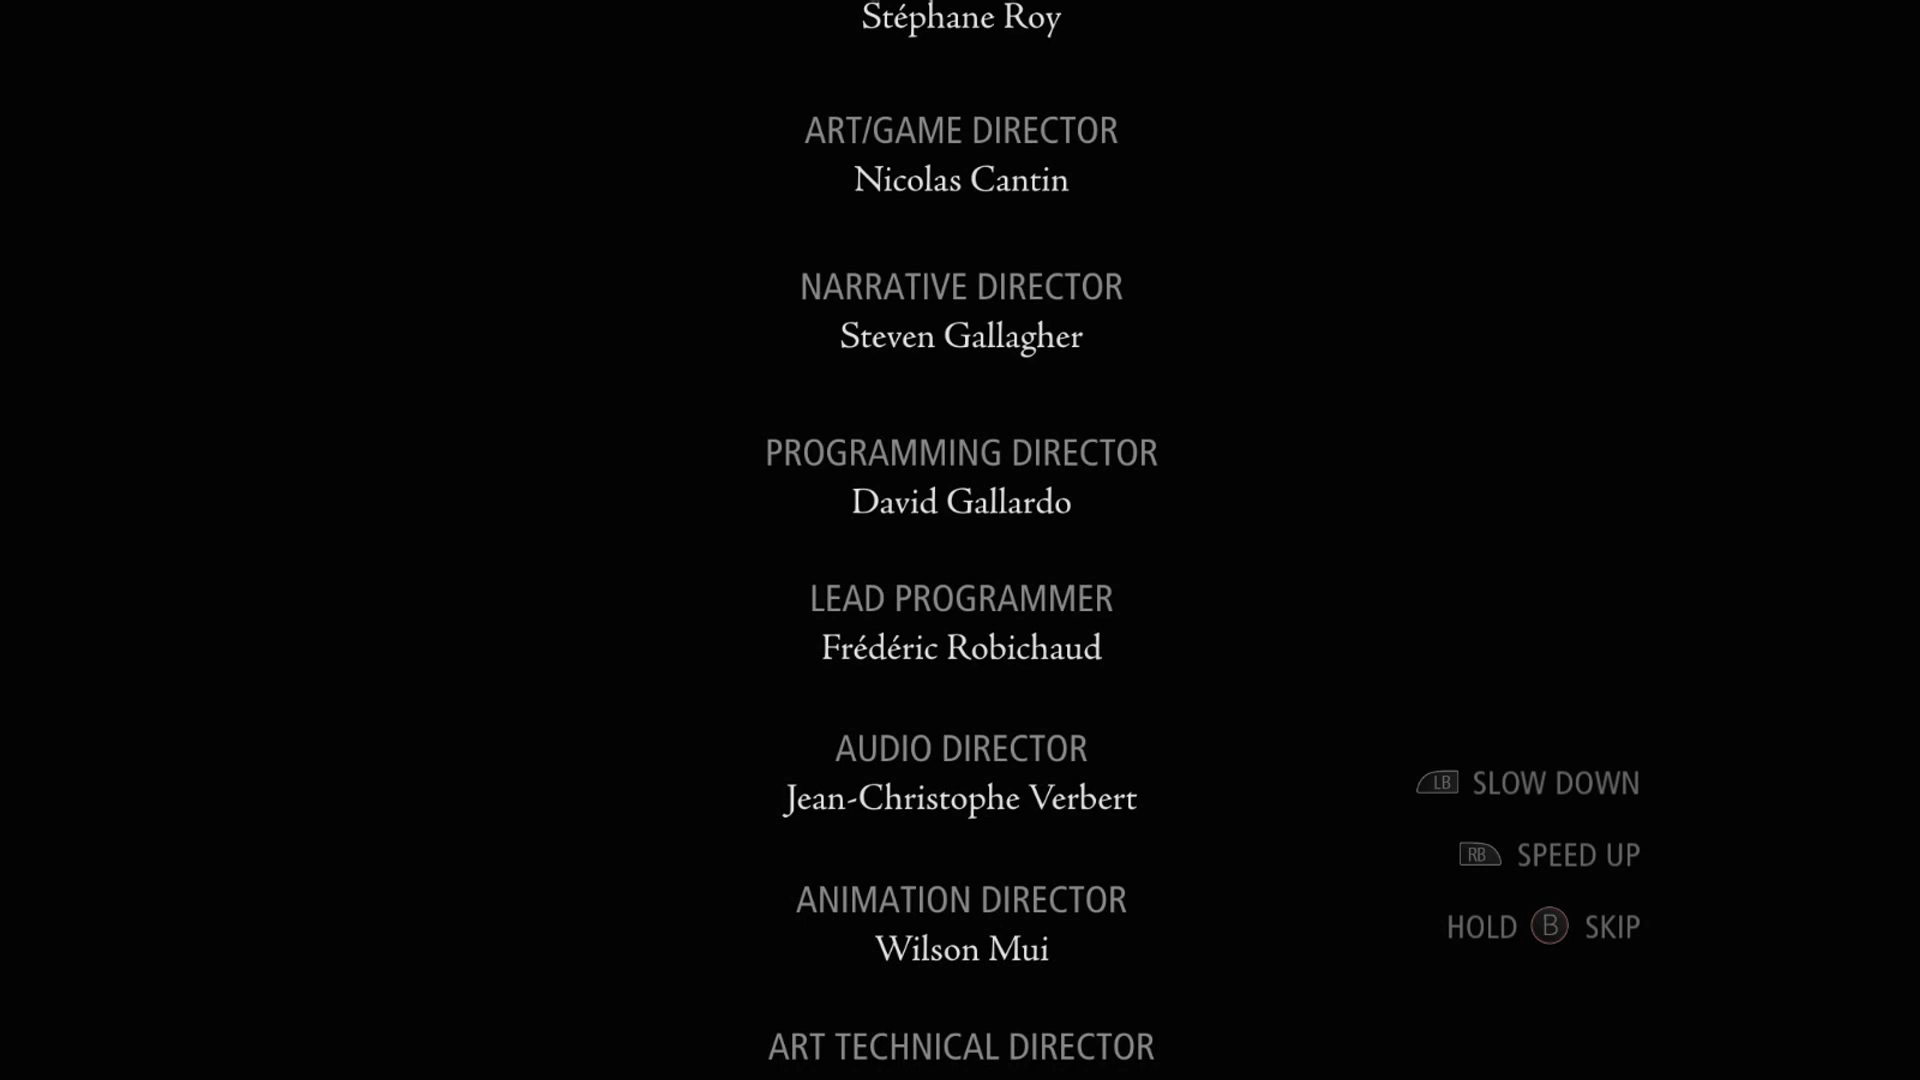 Stéphane Roy
ART/GAME DIRECTOR
Nicolas Cantin
NARRATIVE DIRECTOR
Steven Gallagher
PROGRAMMING DIRECTOR
David Gallardo
LEAD PROGRAMMER
Frédéric Robichaud
AUDIO DIRECTOR
Jean-Christophe Verbert
ANIMATION DIRECTOR
Wilson Mui
ART TECHNICAL DIRECTOR
LB SLOW DOWN
RB SPEED UP
HOLD B SKIP